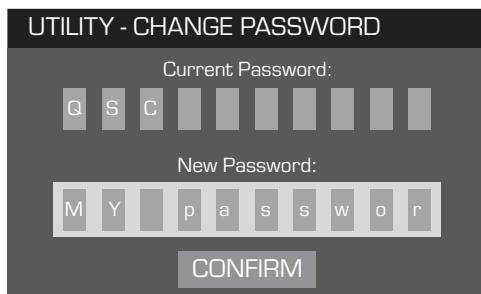 UTILITY - CHANGE PASSWORD
Current Password:
Q S C
New Password:
M Y   p a s s w o r
CONFIRM